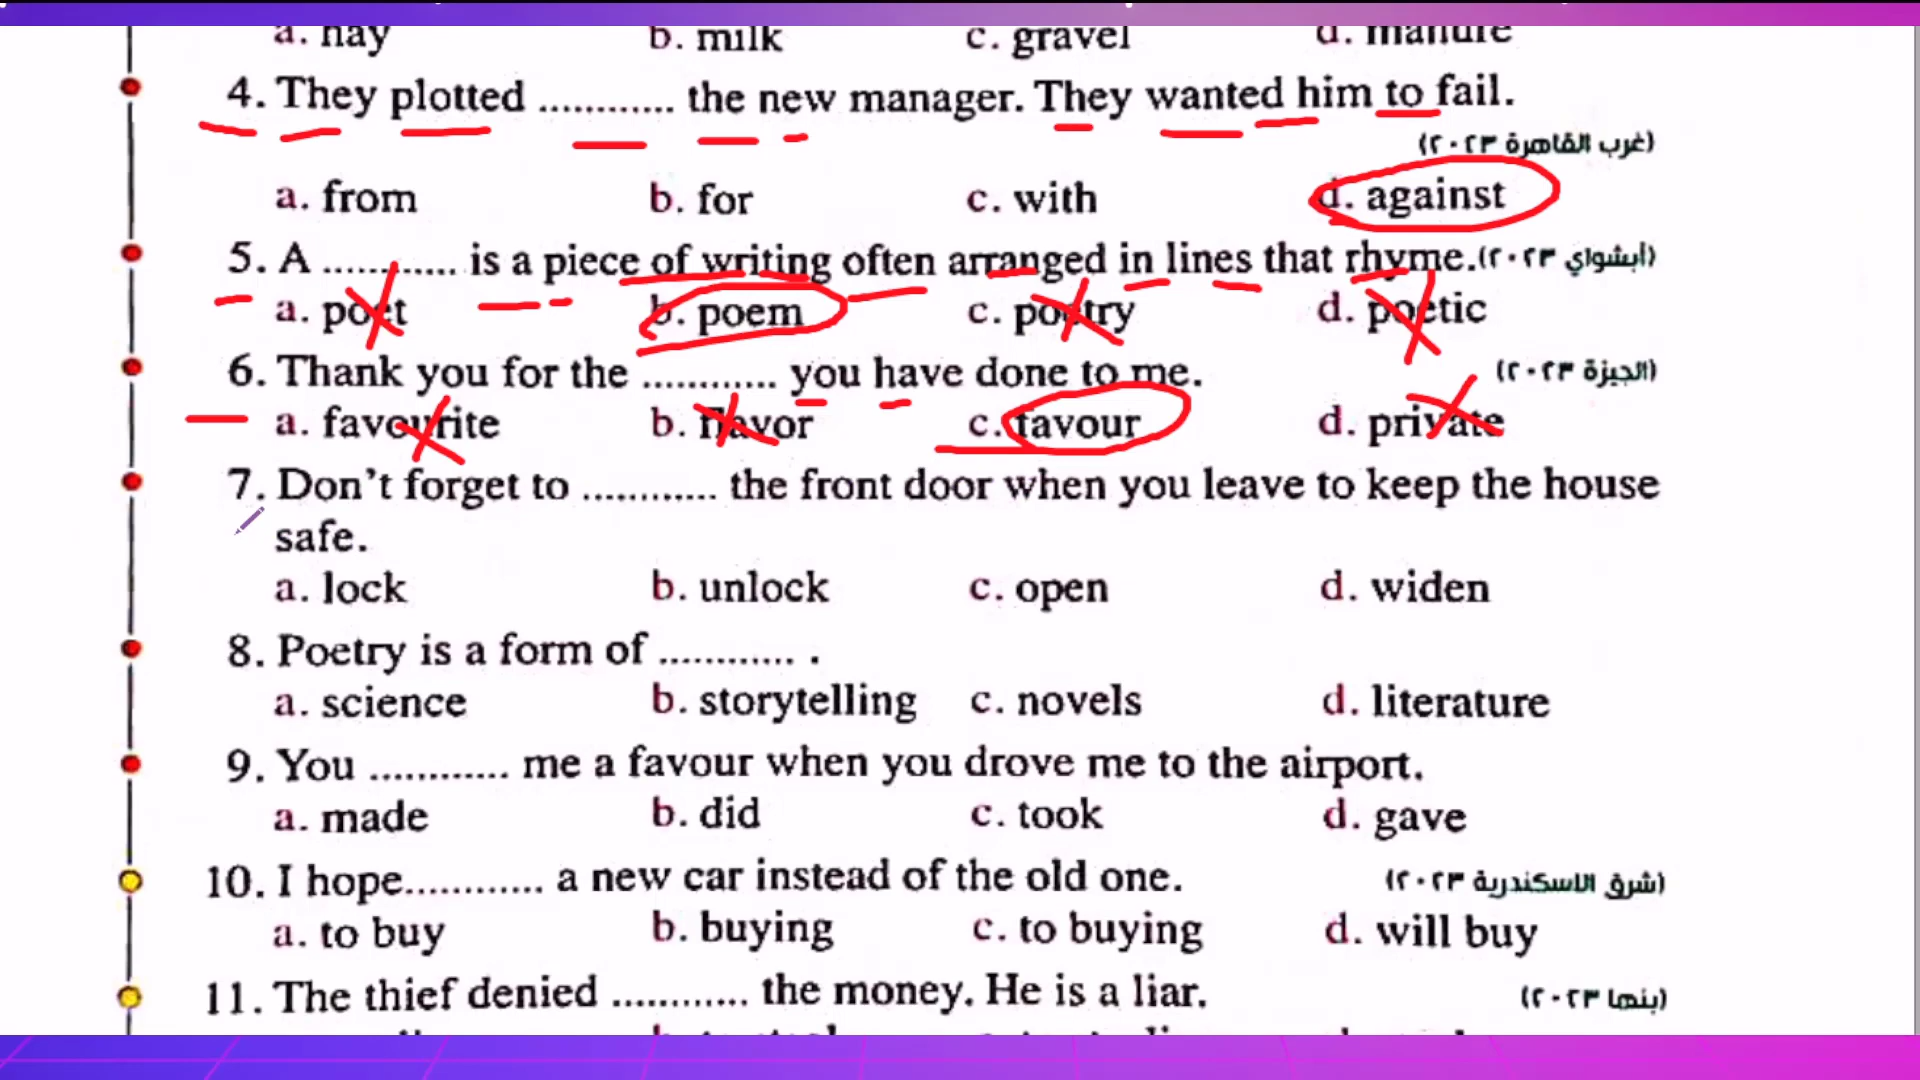 a. hay b. milk c. gravel d. manure
4. They plotted ............ the new manager. They wanted him to fail.
(غرب القاهرة ٢٠٢٣)
a. from b. for c. with d. against
5. A ............ is a piece of writing often arranged in lines that rhyme. (أبشواي ٢٠٢٣)
a. poet b. poem c. poetry d. poetic
6. Thank you for the ............ you have done to me. (الجيزة ٢٠٢٣)
a. favourite b. flavor c. favour d. private
7. Don't forget to ............ the front door when you leave to keep the house
safe.
a. lock b. unlock c. open d. widen
8. Poetry is a form of ............ .
a. science b. storytelling c. novels d. literature
9. You ............ me a favour when you drove me to the airport.
a. made b. did c. took d. gave
10. I hope............ a new car instead of the old one. (شرق الاسكندرية ٢٠٢٣)
a. to buy b. buying c. to buying d. will buy
11. The thief denied ............ the money. He is a liar. (بنها ٢٠٢٣)